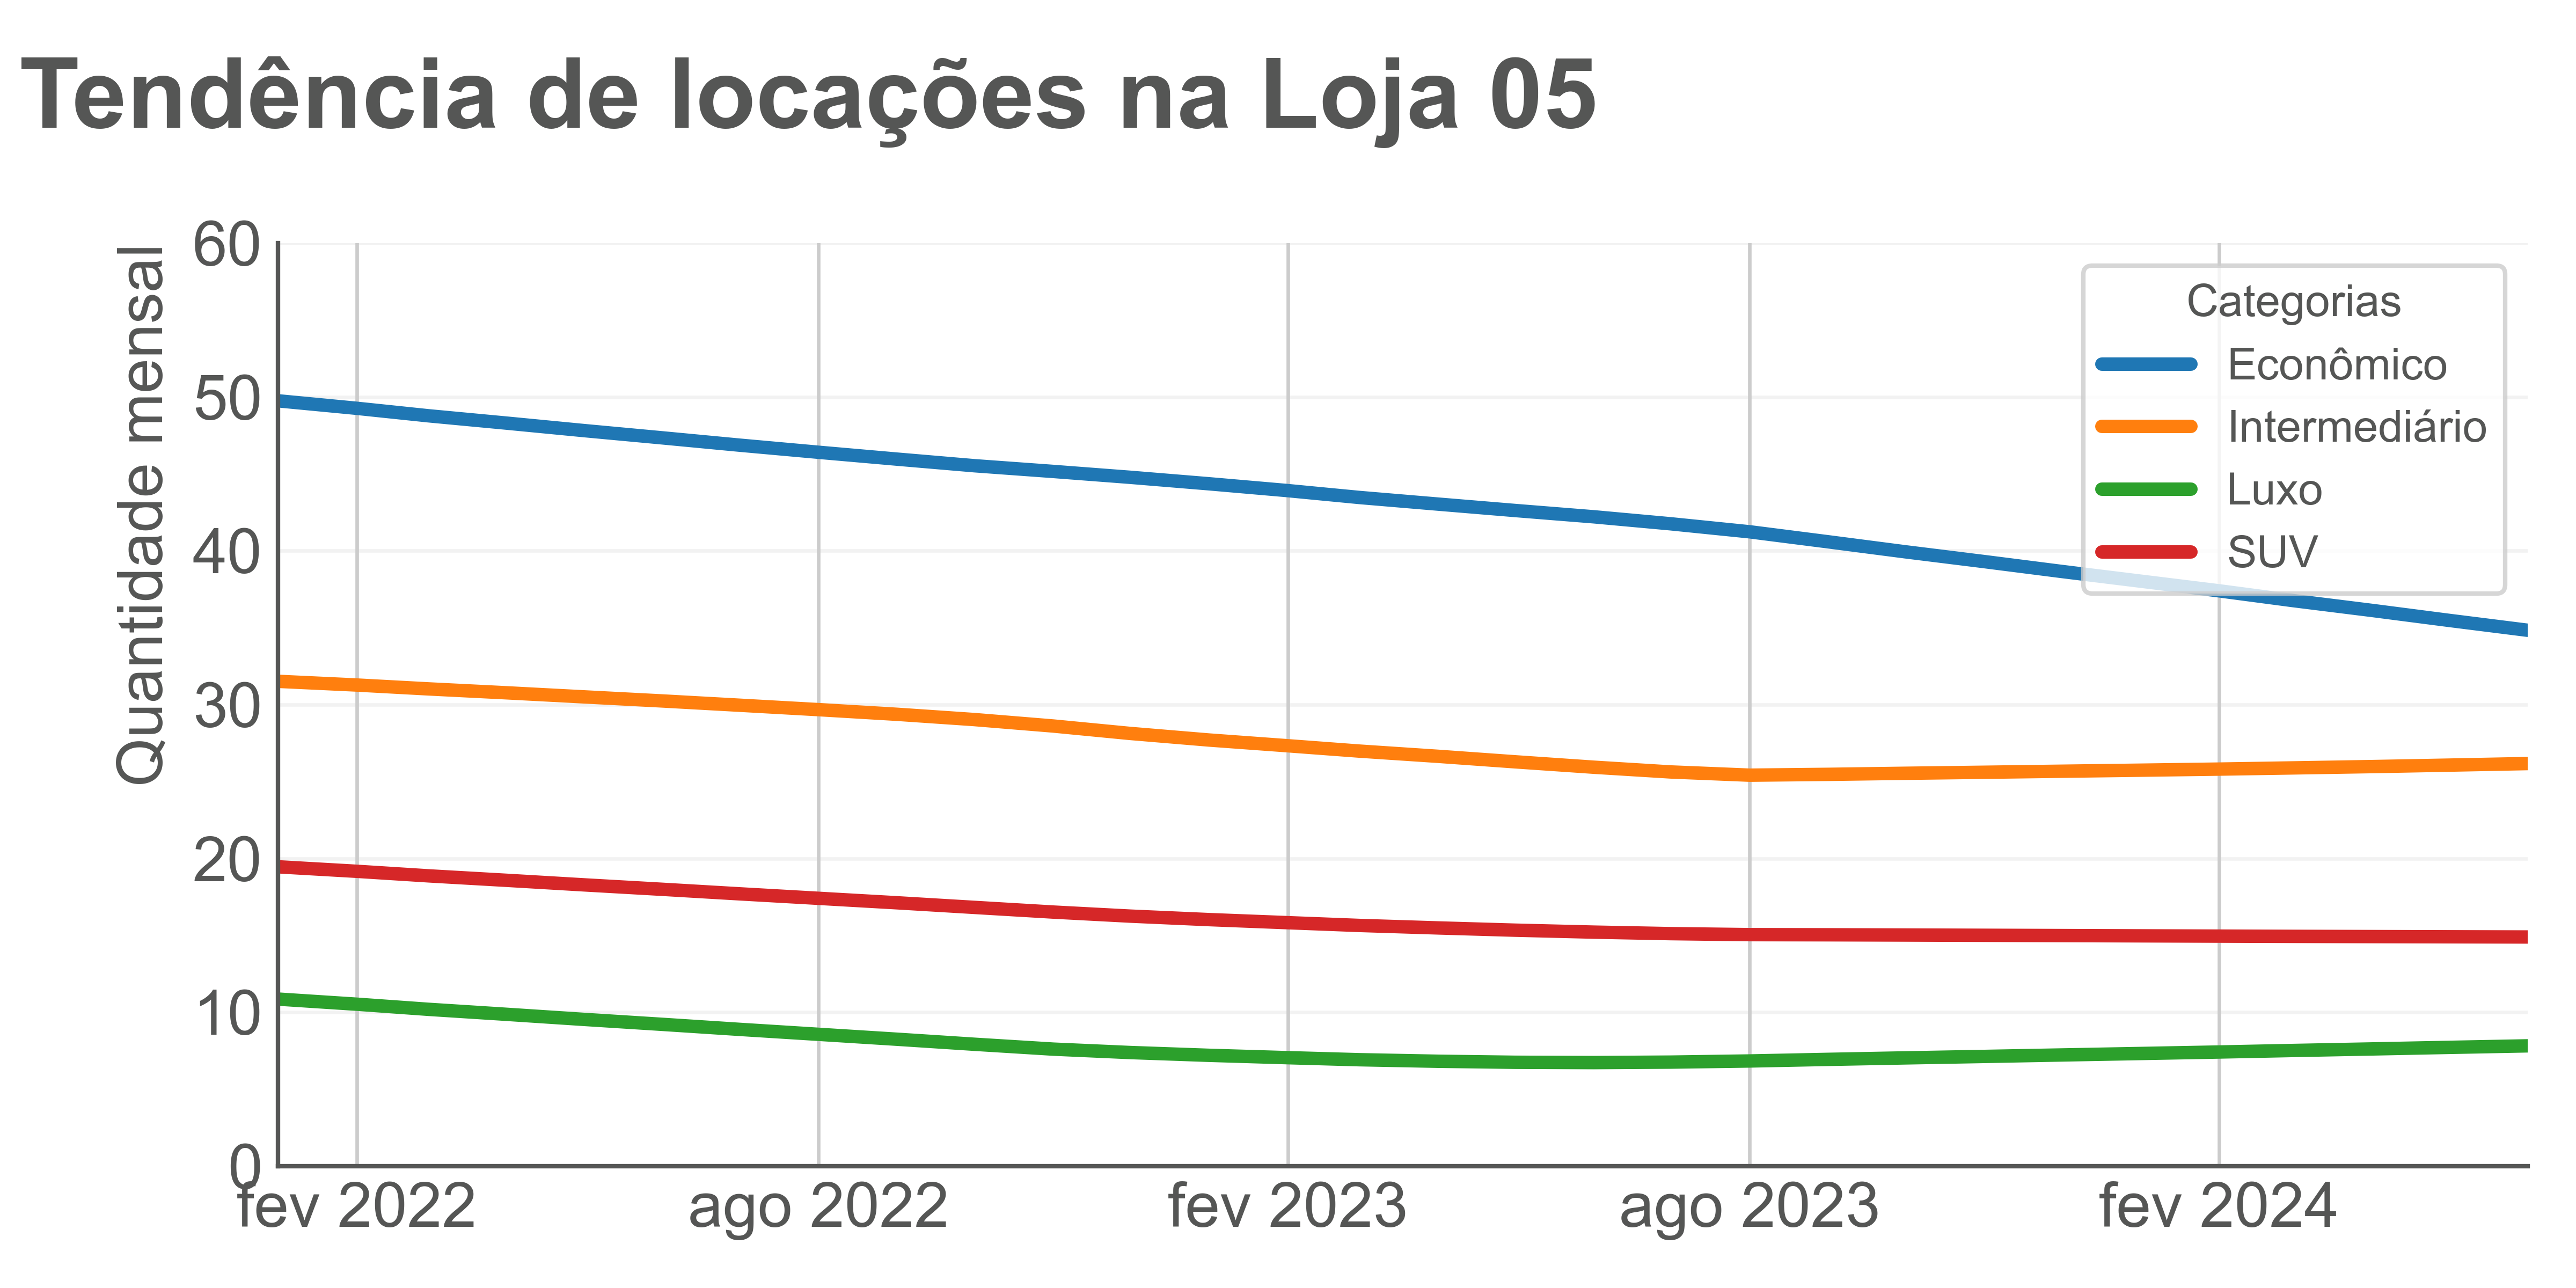 Tendência de locações na Loja 05
Quantidade mensal
60
50
40
30
20
10
0
Categorias
Econômico
Intermediário
Luxo
SUV
fev 2022
ago 2022
fev 2023
ago 2023
fev 2024